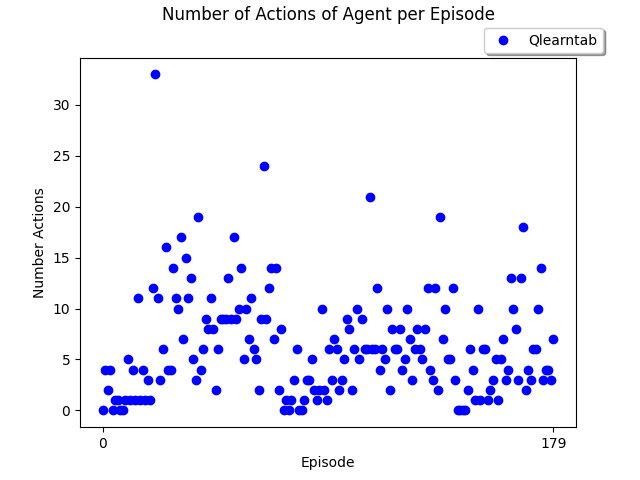 Number of Actions of Agent per Episode
Qlearntab
30
25
20
15
10
5
0
Number Actions
0 179
Episode